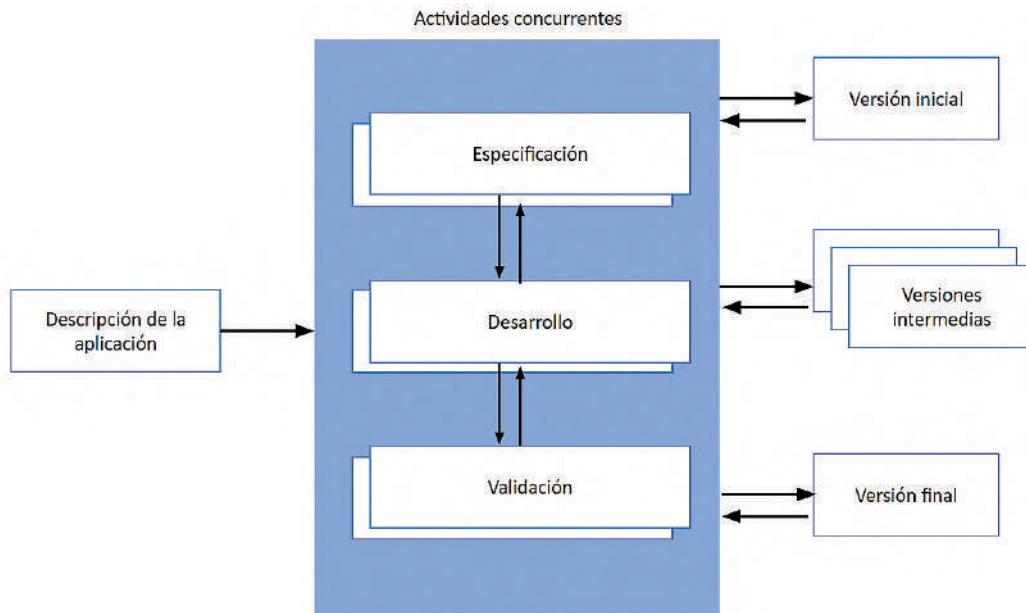 Actividades concurrentes
Versión inicial
Especificación
Descripción de la
aplicación
Desarrollo
Versiones
intermedias
Validación
Versión final